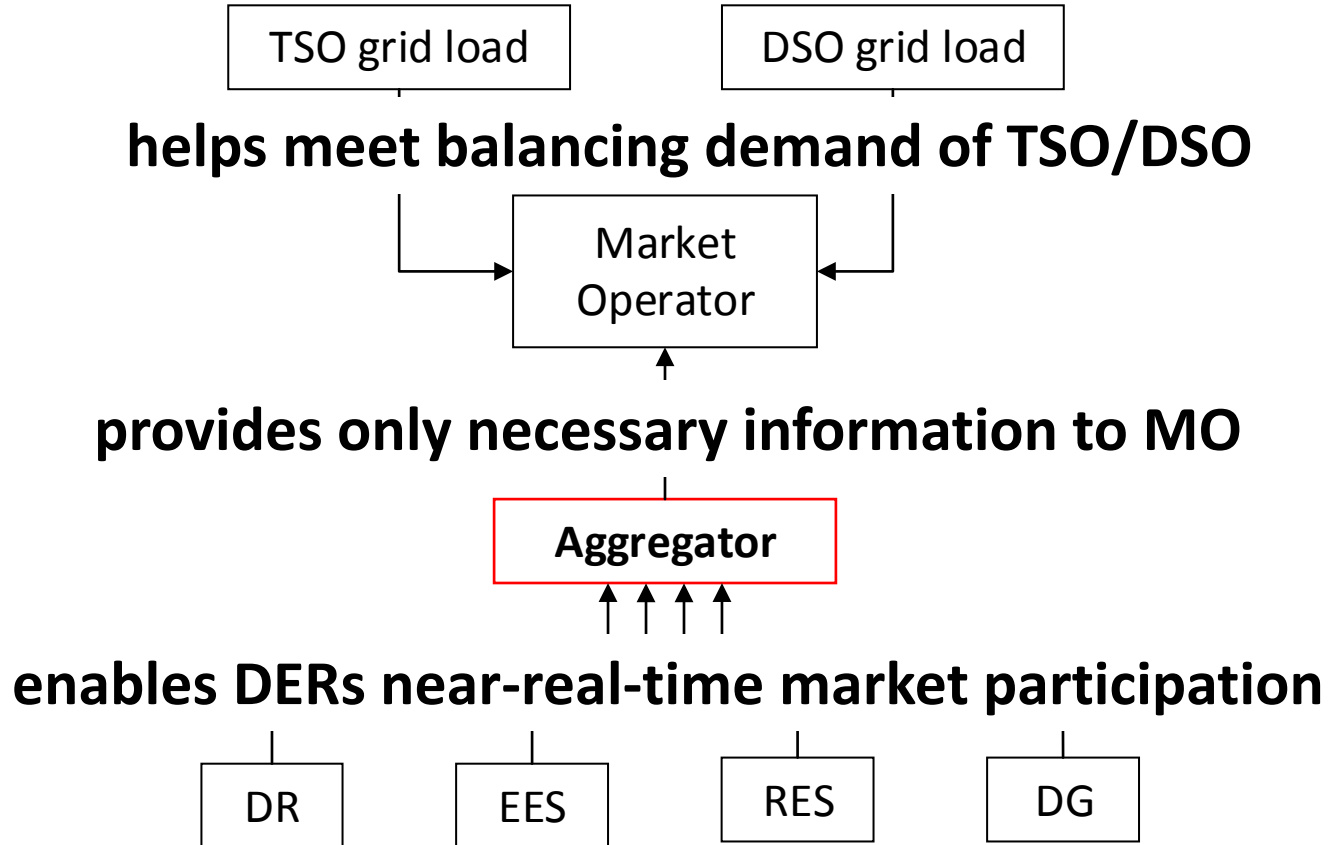 TSO grid load
DSO grid load
helps meet balancing demand of TSO/DSO
Market
Operator
provides only necessary information to MO
Aggregator
enables DERs near-real-time market participation
DR
EES
RES
DG